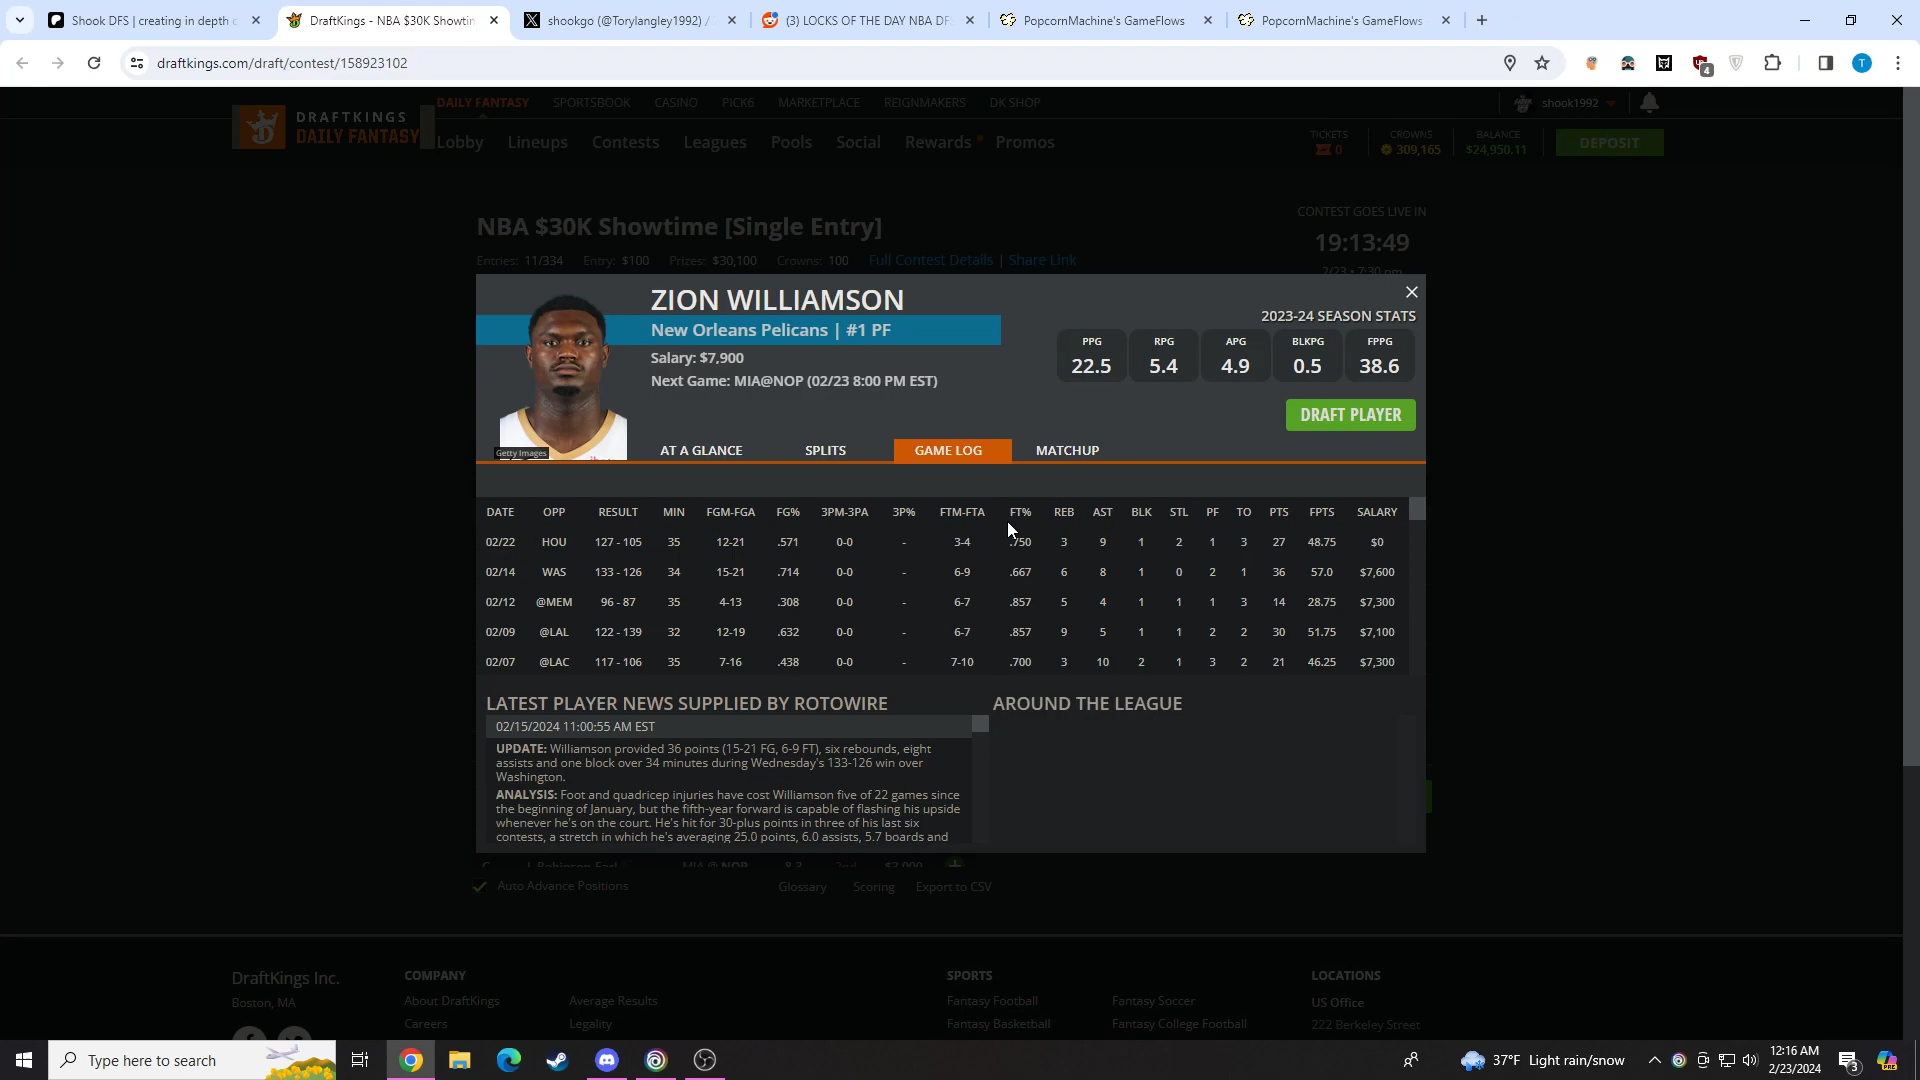 Shook DFS | creating in depth c
DraftKings - NBA $30K Showtin
shookgo (@Torylangley1992) /
(3) LOCKS OF THE DAY NBA DF
PopcornMachine's GameFlows
PopcornMachine's GameFlows
draftkings.com/draft/contest/158923102
4
T
DAILY FANTASY SPORTSBOOK CASINO PICK6 MARKETPLACE REIGNMAKERS DK SHOP
shook1992
DRAFTKINGS
DAILY FANTASY
Lobby Lineups Contests Leagues Pools Social Rewards Promos
TICKETS 0
CROWNS 309,165
BALANCE $24,950.11
DEPOSIT
NBA $30K Showtime [Single Entry]
CONTEST GOES LIVE IN
19:13:49
Entries: 11/334 Entry: $100 Prizes: $30,100 Crowns: 100 Full Contest Details | Share Link
2/23 • 7:30 pm
ZION WILLIAMSON
New Orleans Pelicans | #1 PF
Salary: $7,900
Next Game: MIA@NOP (02/23 8:00 PM EST)
Getty Images
2023-24 SEASON STATS
PPG RPG APG BLKPG FPPG
22.5 5.4 4.9 0.5 38.6
DRAFT PLAYER
AT A GLANCE SPLITS GAME LOG MATCHUP
DATE OPP RESULT MIN FGM-FGA FG% 3PM-3PA 3P% FTM-FTA FT% REB AST BLK STL PF TO PTS FPTS SALARY
02/22 HOU 127 - 105 35 12-21 .571 0-0 - 3-4 .750 3 9 1 2 1 3 27 48.75 $0
02/14 WAS 133 - 126 34 15-21 .714 0-0 - 6-9 .667 6 8 1 0 2 1 36 57.0 $7,600
02/12 @MEM 96 - 87 35 4-13 .308 0-0 - 6-7 .857 5 4 1 1 1 3 14 28.75 $7,300
02/09 @LAL 122 - 139 32 12-19 .632 0-0 - 6-7 .857 9 5 1 1 2 2 30 51.75 $7,100
02/07 @LAC 117 - 106 35 7-16 .438 0-0 - 7-10 .700 3 10 2 1 3 2 21 46.25 $7,300
LATEST PLAYER NEWS SUPPLIED BY ROTOWIRE
AROUND THE LEAGUE
02/15/2024 11:00:55 AM EST
UPDATE: Williamson provided 36 points (15-21 FG, 6-9 FT), six rebounds, eight
assists and one block over 34 minutes during Wednesday's 133-126 win over
Washington.
ANALYSIS: Foot and quadricep injuries have cost Williamson five of 22 games since
the beginning of January, but the fifth-year forward is capable of flashing his upside
whenever he's on the court. He's hit for 30-plus points in three of his last six
contests, a stretch in which he's averaging 25.0 points, 6.0 assists, 5.7 boards and
C J. Robinson-Earl MIA @ NOP 8.3 2nd $3,000
Auto Advance Positions
Glossary Scoring Export to CSV
DraftKings Inc.
Boston, MA
COMPANY
About DraftKings Average Results
Careers Legality
SPORTS
Fantasy Football Fantasy Soccer
Fantasy Basketball Fantasy College Football
LOCATIONS
US Office
222 Berkeley Street
Type here to search
37°F Light rain/snow
12:16 AM
2/23/2024
3